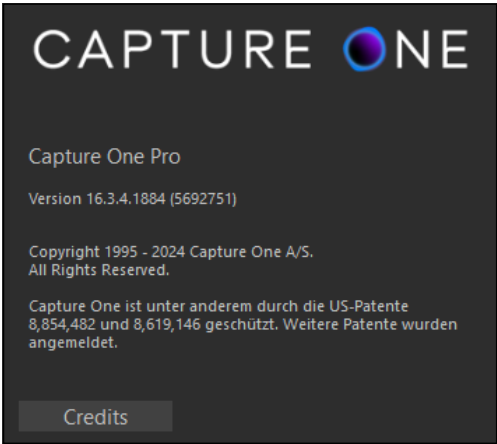 CAPTURE ONE
Capture One Pro
Version 16.3.4.1884 (5692751)
Copyright 1995 - 2024 Capture One A/S.
All Rights Reserved.
Capture One ist unter anderem durch die US-Patente
8,854,482 und 8,619,146 geschützt. Weitere Patente wurden
angemeldet.
Credits